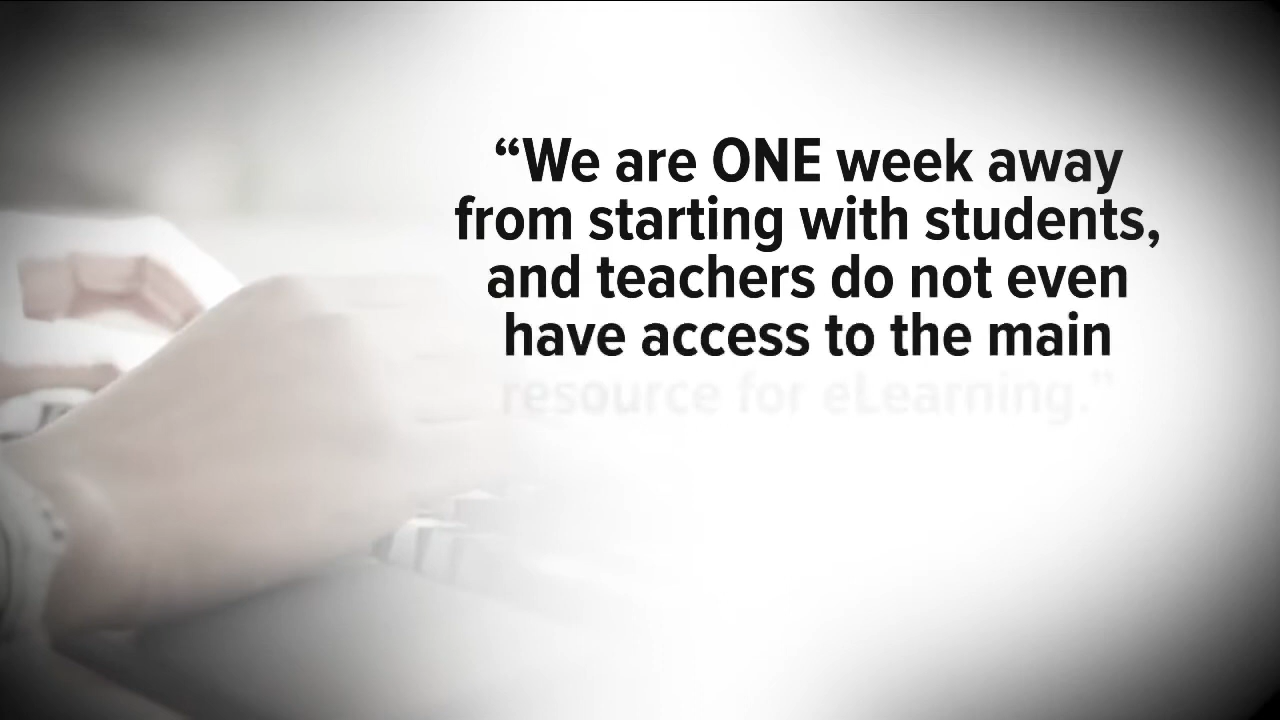 “We are ONE week away
from starting with students,
and teachers do not even
have access to the main
resource for eLearning.”